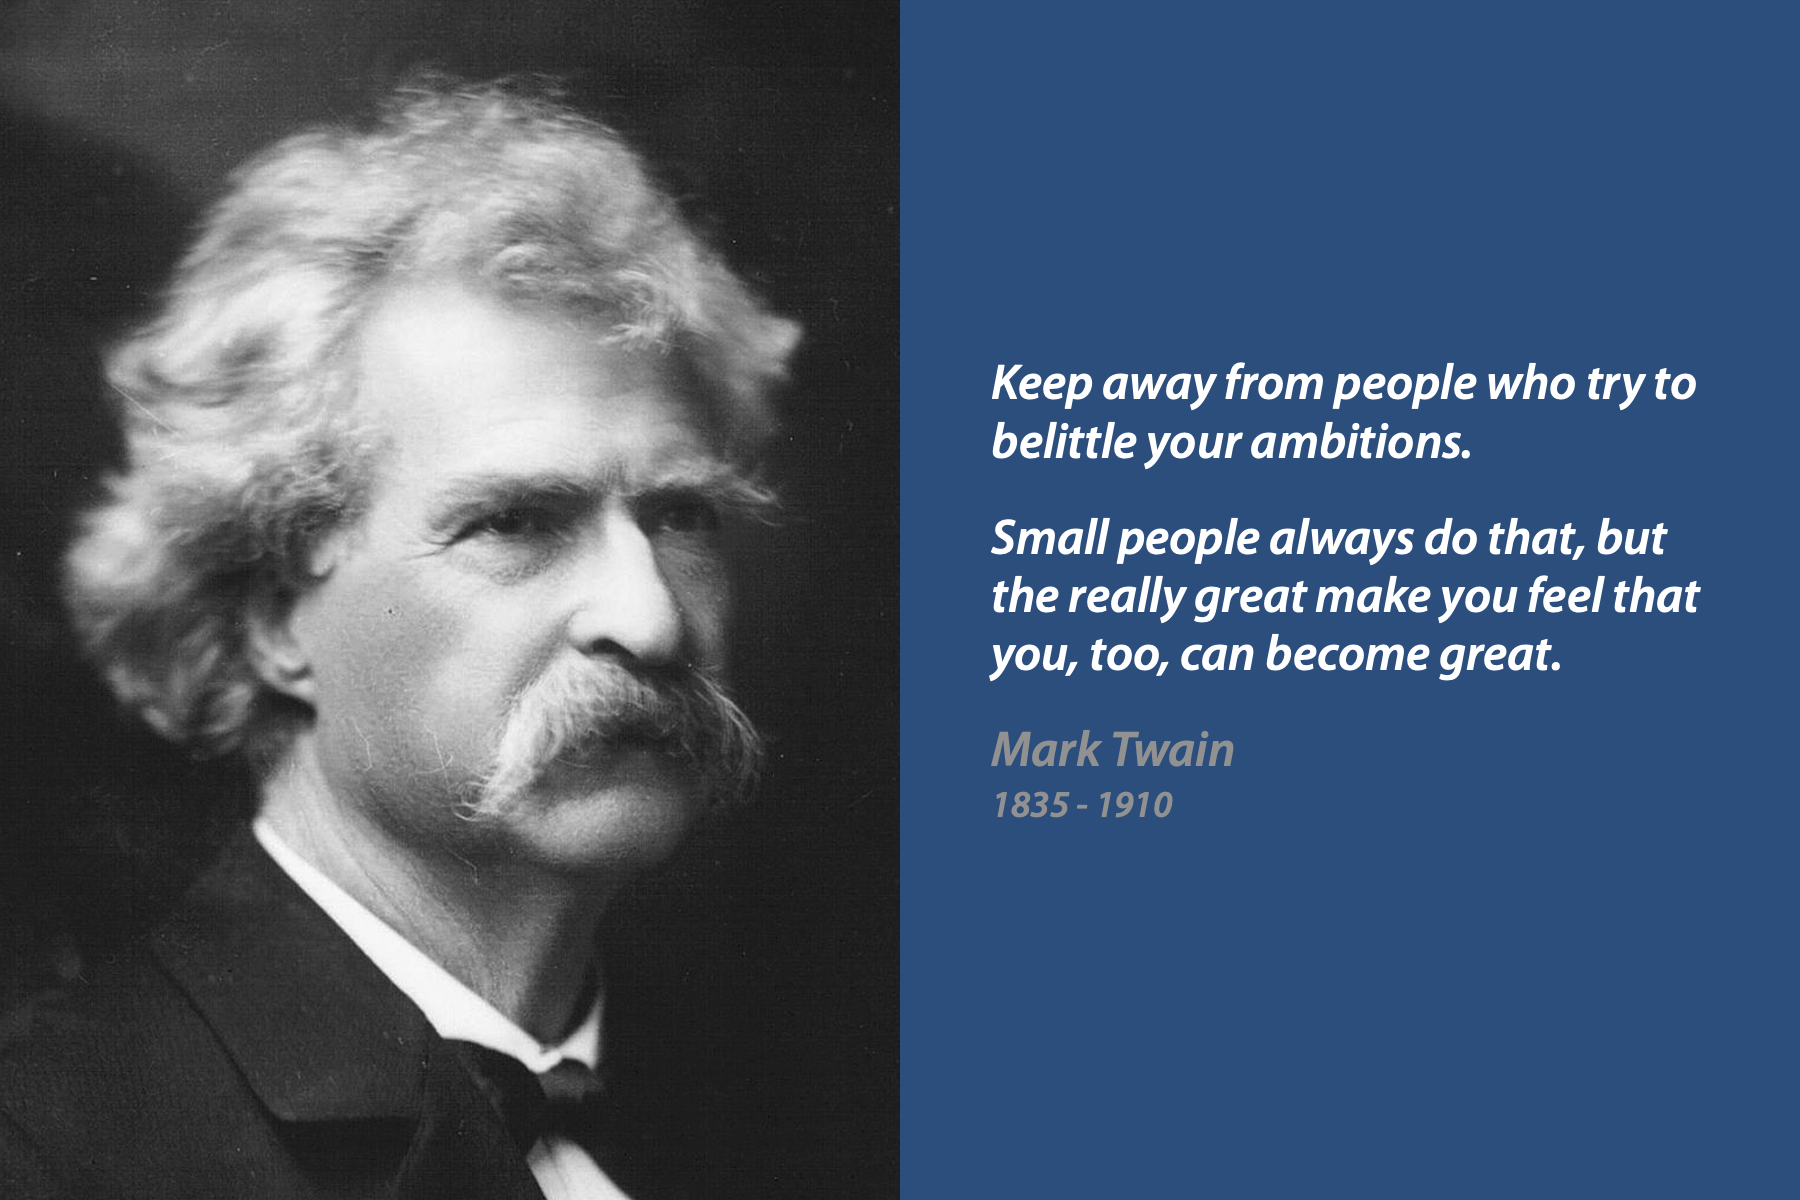 Keep away from people who try to
belittle your ambitions.
Small people always do that, but
the really great make you feel that
you, too, can become great.
Mark Twain
1835 - 1910